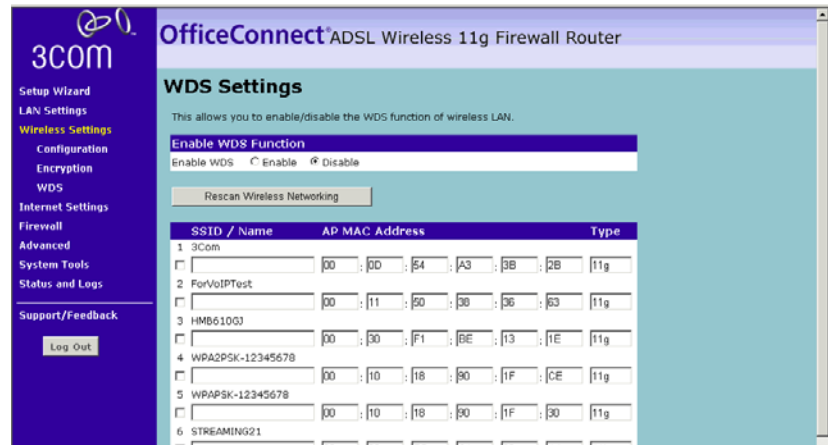 3COM
OfficeConnect® ADSL Wireless 11g Firewall Router
Setup Wizard
LAN Settings
Wireless Settings
Configuration
Encryption
WDS
Internet Settings
Firewall
Advanced
System Tools
Status and Logs
Support/Feedback
Log Out
WDS Settings
This allows you to enable/disable the WDS function of wireless LAN.
Enable WDS Function
Enable WDS Enable Disable
Rescan Wireless Networking
SSID / Name AP MAC Address Type
1 3Com
00 : 0D : 54 : A3 : 3B : 2B 11g
2 ForVoIPTest
00 : 11 : 50 : 38 : 36 : 63 11g
3 HMB610GJ
00 : 30 : F1 : BE : 13 : 1E 11g
4 WPA2PSK-12345678
00 : 10 : 18 : 90 : 1F : CE 11g
5 WPAPSK-12345678
00 : 10 : 18 : 90 : 1F : 30 11g
6 STREAMING21